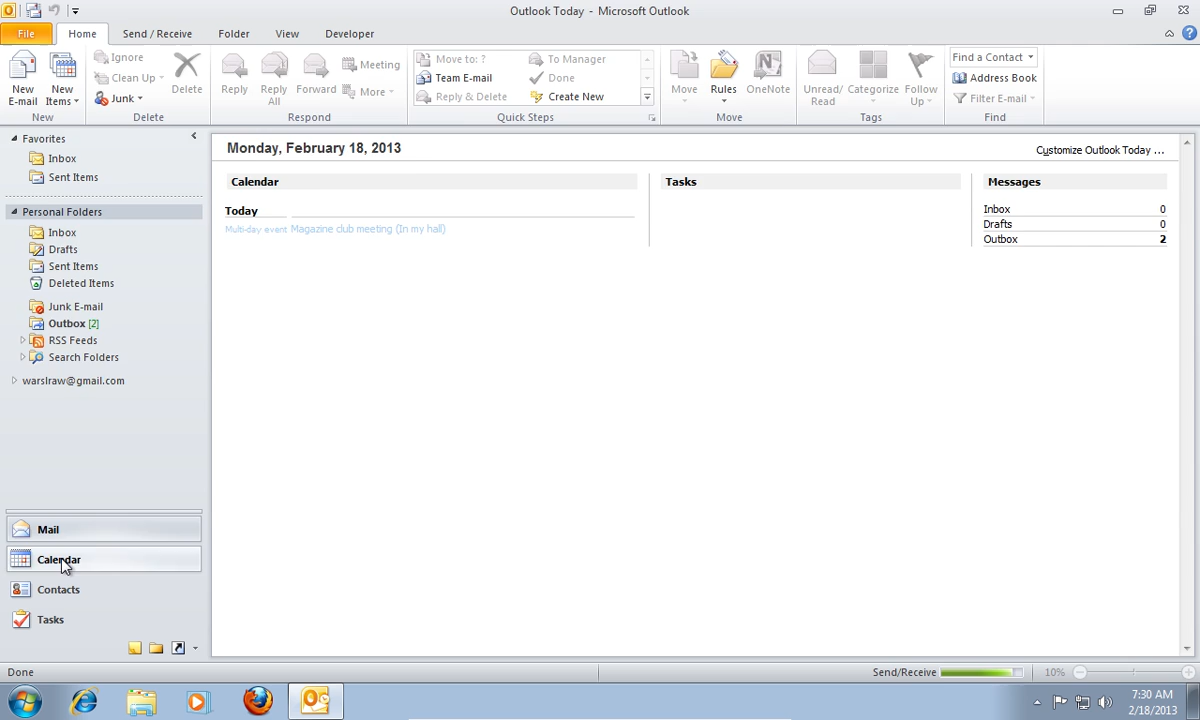 Outlook Today - Microsoft Outlook
File Home Send / Receive Folder View Developer
New E-mail
New Items
New
Ignore
Clean Up
Junk
Delete
Delete
Reply
Reply All
Forward
Meeting
More
Respond
Move to: ?
Team E-mail
Reply & Delete
To Manager
Done
Create New
Quick Steps
Move
Rules
OneNote
Move
Unread/ Read
Categorize
Follow Up
Tags
Find a Contact
Address Book
Filter E-mail
Find
Favorites
Inbox
Sent Items
Personal Folders
Inbox
Drafts
Sent Items
Deleted Items
Junk E-mail
Outbox [2]
RSS Feeds
Search Folders
warslraw@gmail.com
Mail
Calendar
Contacts
Tasks
Monday, February 18, 2013
Customize Outlook Today ...
Calendar
Today
Multi-day event Magazine club meeting (In my hall)
Tasks
Messages
Inbox 0
Drafts 0
Outbox 2
Done
Send/Receive
10%
7:30 AM
2/18/2013